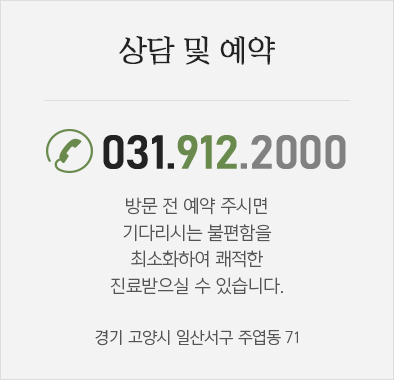 상담 및 예약
031.912.2000
방문 전 예약 주시면
기다리시는 불편함을
최소화하여 쾌적한
진료받으실 수 있습니다.
경기 고양시 일산서구 주엽동 71